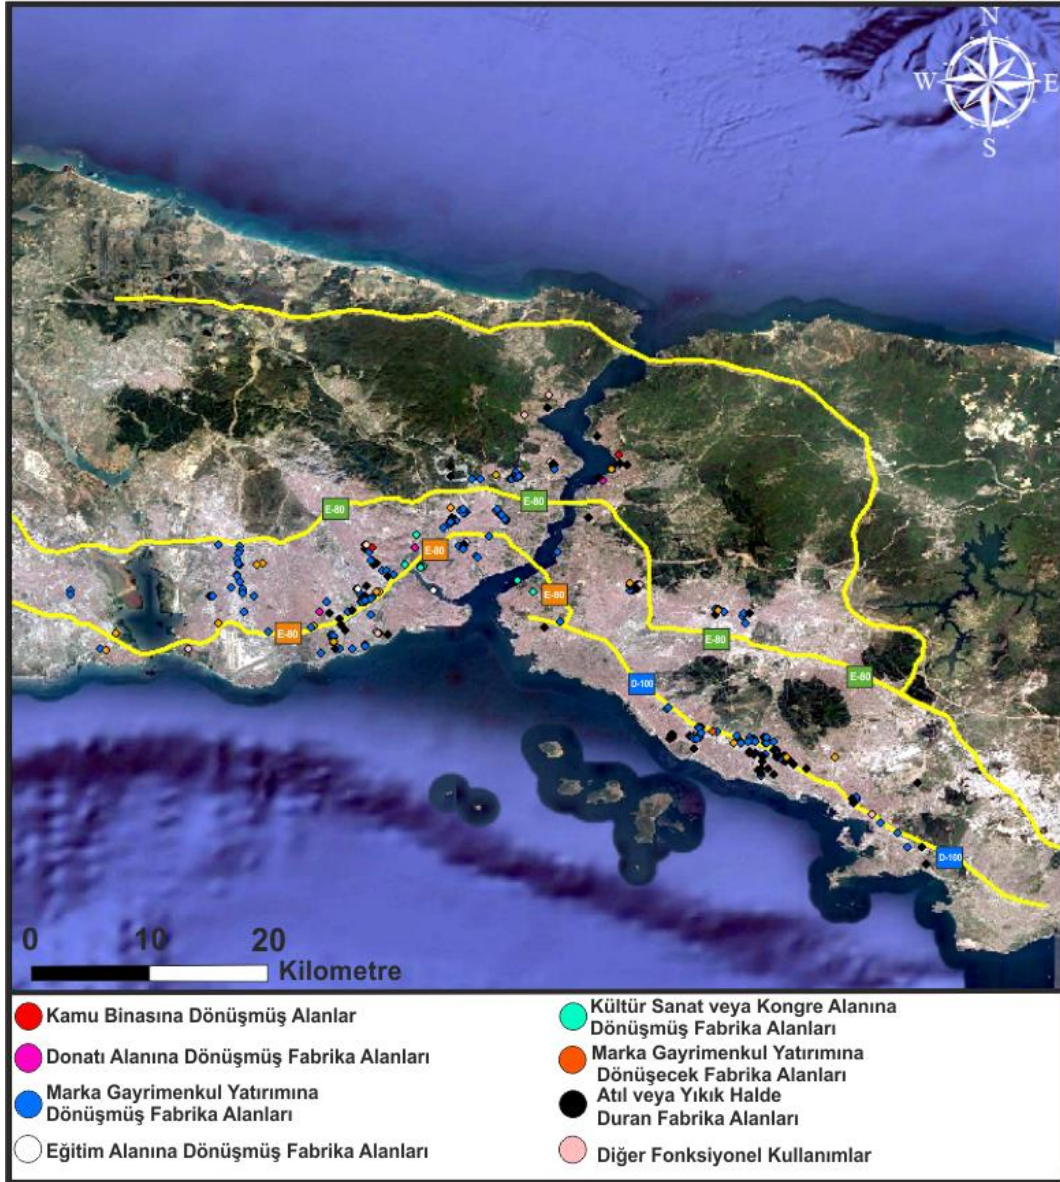 N
W E
S
E-80
E-80
E-80
E-80
E-80
E-80
E-80
D-100
D-100
0 10 20
Kilometre
Kamu Binasına Dönüşmüş Alanlar
Donatı Alanına Dönüşmüş Fabrika Alanları
Marka Gayrimenkul Yatırımına
Dönüşmüş Fabrika Alanları
Eğitim Alanına Dönüşmüş Fabrika Alanları
Kültür Sanat veya Kongre Alanına
Dönüşmüş Fabrika Alanları
Marka Gayrimenkul Yatırımına
Dönüşecek Fabrika Alanları
Atıl veya Yıkık Halde
Duran Fabrika Alanları
Diğer Fonksiyonel Kullanımlar